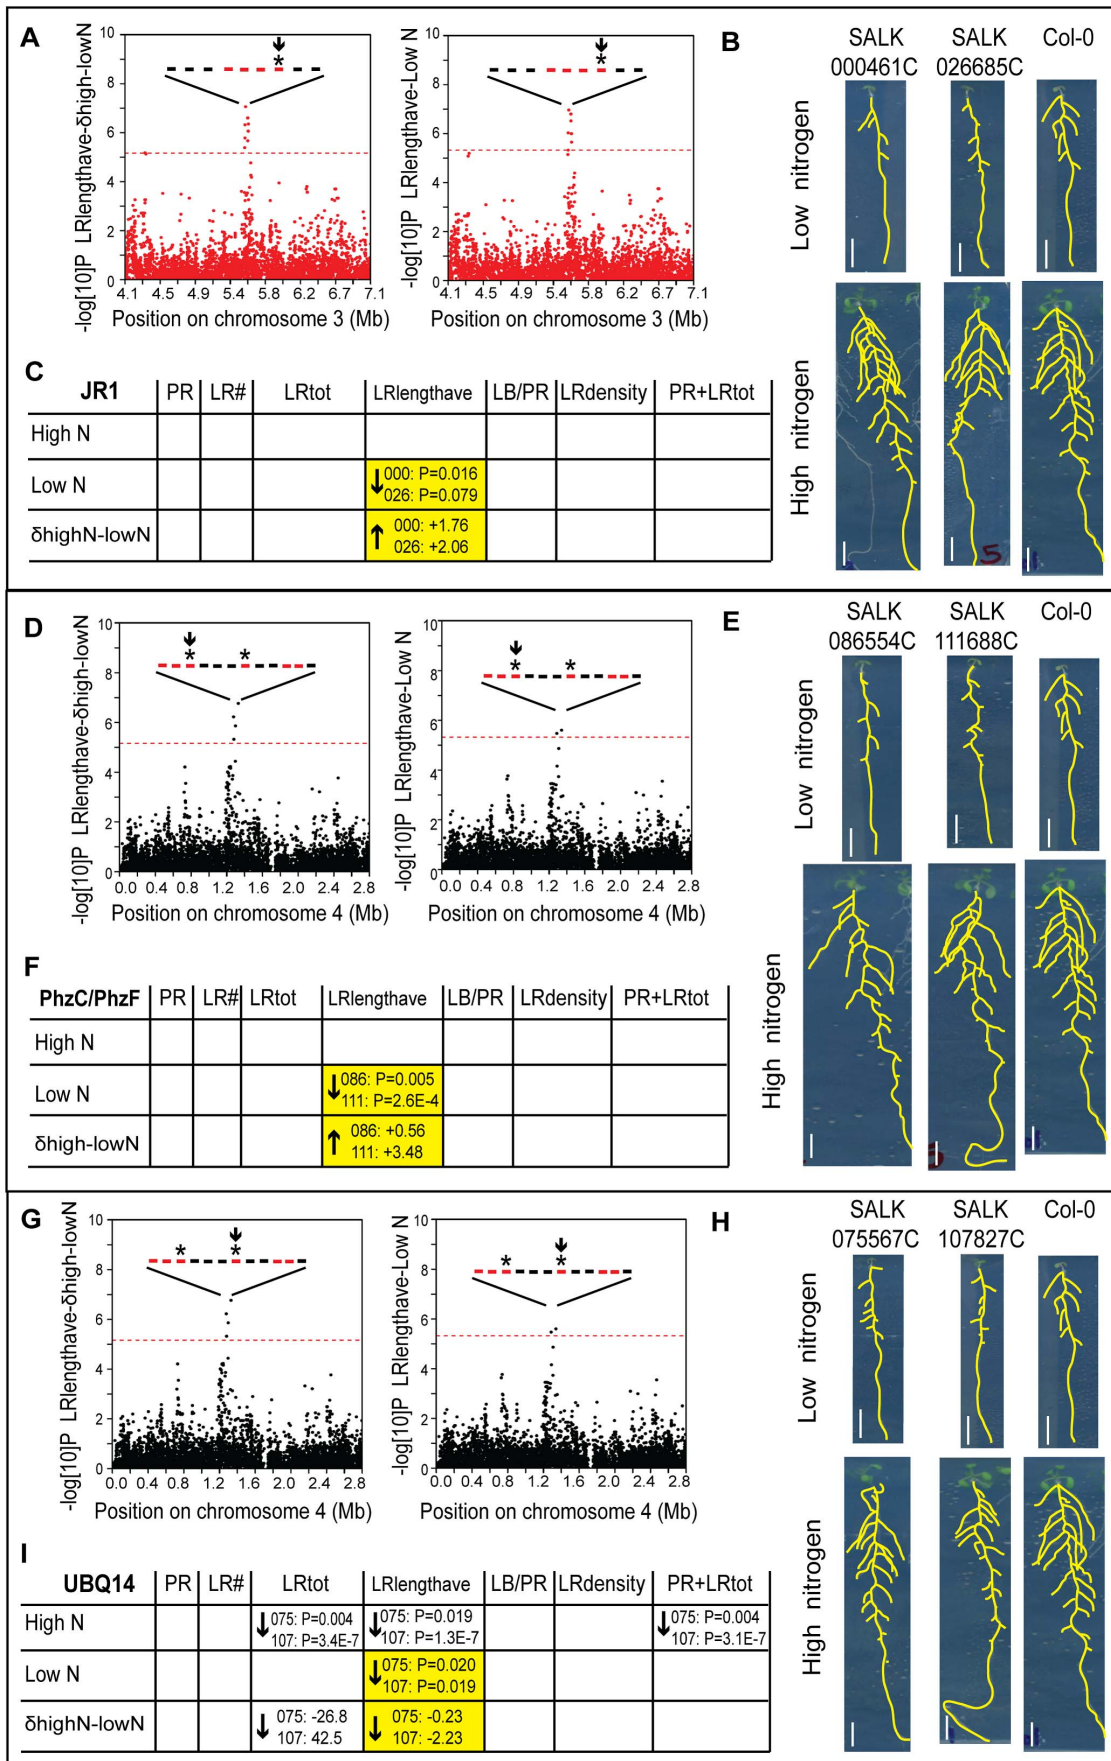 A
-log[10]P LRlengthave-δhigh-lowN
10
8
6
4
2
0
4.1 4.5 4.9 5.4 5.8 6.2 6.7 7.1
Position on chromosome 3 (Mb)
*
-log[10]P LRlengthave-Low N
10
8
6
4
2
0
4.1 4.5 4.9 5.4 5.8 6.2 6.7 7.1
Position on chromosome 3 (Mb)
*
B
SALK SALK Col-0
000461C 026685C
Low nitrogen
High nitrogen
5
C
JR1 PR LR# LRtot LRlengthave LB/PR LRdensity PR+LRtot
High N
Low N ↓ 000: P=0.016
026: P=0.079
δhighN-lowN ↑ 000: +1.76
026: +2.06
D
-log[10]P LRlengthave-δhigh-lowN
10
8
6
4
2
0
0.0 0.4 0.8 1.2 1.6 2.0 2.4 2.8
Position on chromosome 4 (Mb)
* *
-log[10]P LRlengthave-Low N
10
8
6
4
2
0
0.0 0.4 0.8 1.2 1.6 2.0 2.4 2.8
Position on chromosome 4 (Mb)
* *
E
SALK SALK Col-0
086554C 111688C
Low nitrogen
High nitrogen
F
PhzC/PhzF PR LR# LRtot LRlengthave LB/PR LRdensity PR+LRtot
High N
Low N ↓ 086: P=0.005
111: P=2.6E-4
δhigh-lowN ↑ 086: +0.56
111: +3.48
G
-log[10]P LRlengthave-δhigh-lowN
10
8
6
4
2
0
0.0 0.4 0.8 1.2 1.6 2.0 2.4 2.8
Position on chromosome 4 (Mb)
* *
-log[10]P LRlengthave-Low N
10
8
6
4
2
0
0.0 0.4 0.8 1.2 1.6 2.0 2.4 2.8
Position on chromosome 4 (Mb)
* *
H
SALK SALK Col-0
075567C 107827C
Low nitrogen
High nitrogen
I
UBQ14 PR LR# LRtot LRlengthave LB/PR LRdensity PR+LRtot
High N ↓ 075: P=0.004 ↓ 075: P=0.019 ↓ 075: P=0.004
107: P=3.4E-7 107: P=1.3E-7 107: P=3.1E-7
Low N ↓ 075: P=0.020
107: P=0.019
δhighN-lowN ↓ 075: -26.8 ↓ 075: -0.23
107: 42.5 107: -2.23